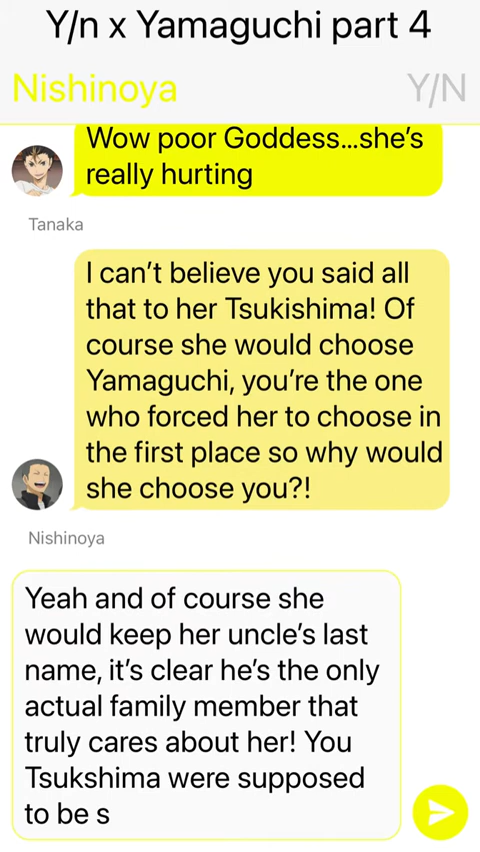 Y/n x Yamaguchi part 4
Nishinoya
Y/N
Wow poor Goddess...she's
really hurting
Tanaka
I can't believe you said all
that to her Tsukishima! Of
course she would choose
Yamaguchi, you're the one
who forced her to choose in
the first place so why would
she choose you?!
Nishinoya
Yeah and of course she
would keep her uncle's last
name, it's clear he's the only
actual family member that
truly cares about her! You
Tsukshima were supposed
to be s